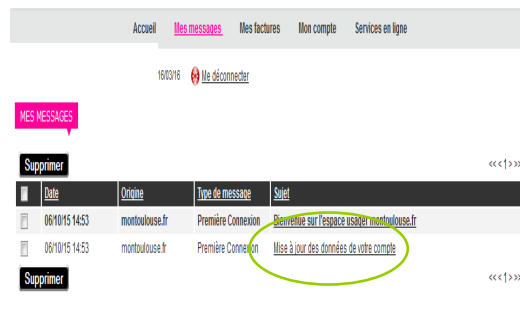 Accueil Mes messages Mes factures Mon compte Services en ligne
16/03/16 Me déconnecter
MES MESSAGES
Supprimer <<<1>>>
Date Origine Type de message Sujet
06/10/15 14:53 montoulouse.fr Première Connexion Bienvenue sur l'espace usager montoulouse.fr
06/10/15 14:53 montoulouse.fr Première Connexion Mise à jour des données de votre compte
Supprimer <<<1>>>